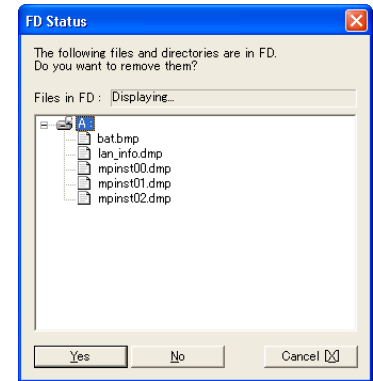 FD Status
The following files and directories are in FD.
Do you want to remove them?
Files in FD : Displaying...
A:
bat.bmp
lan_info.dmp
mpinst00.dmp
mpinst01.dmp
mpinst02.dmp
Yes No Cancel [X]